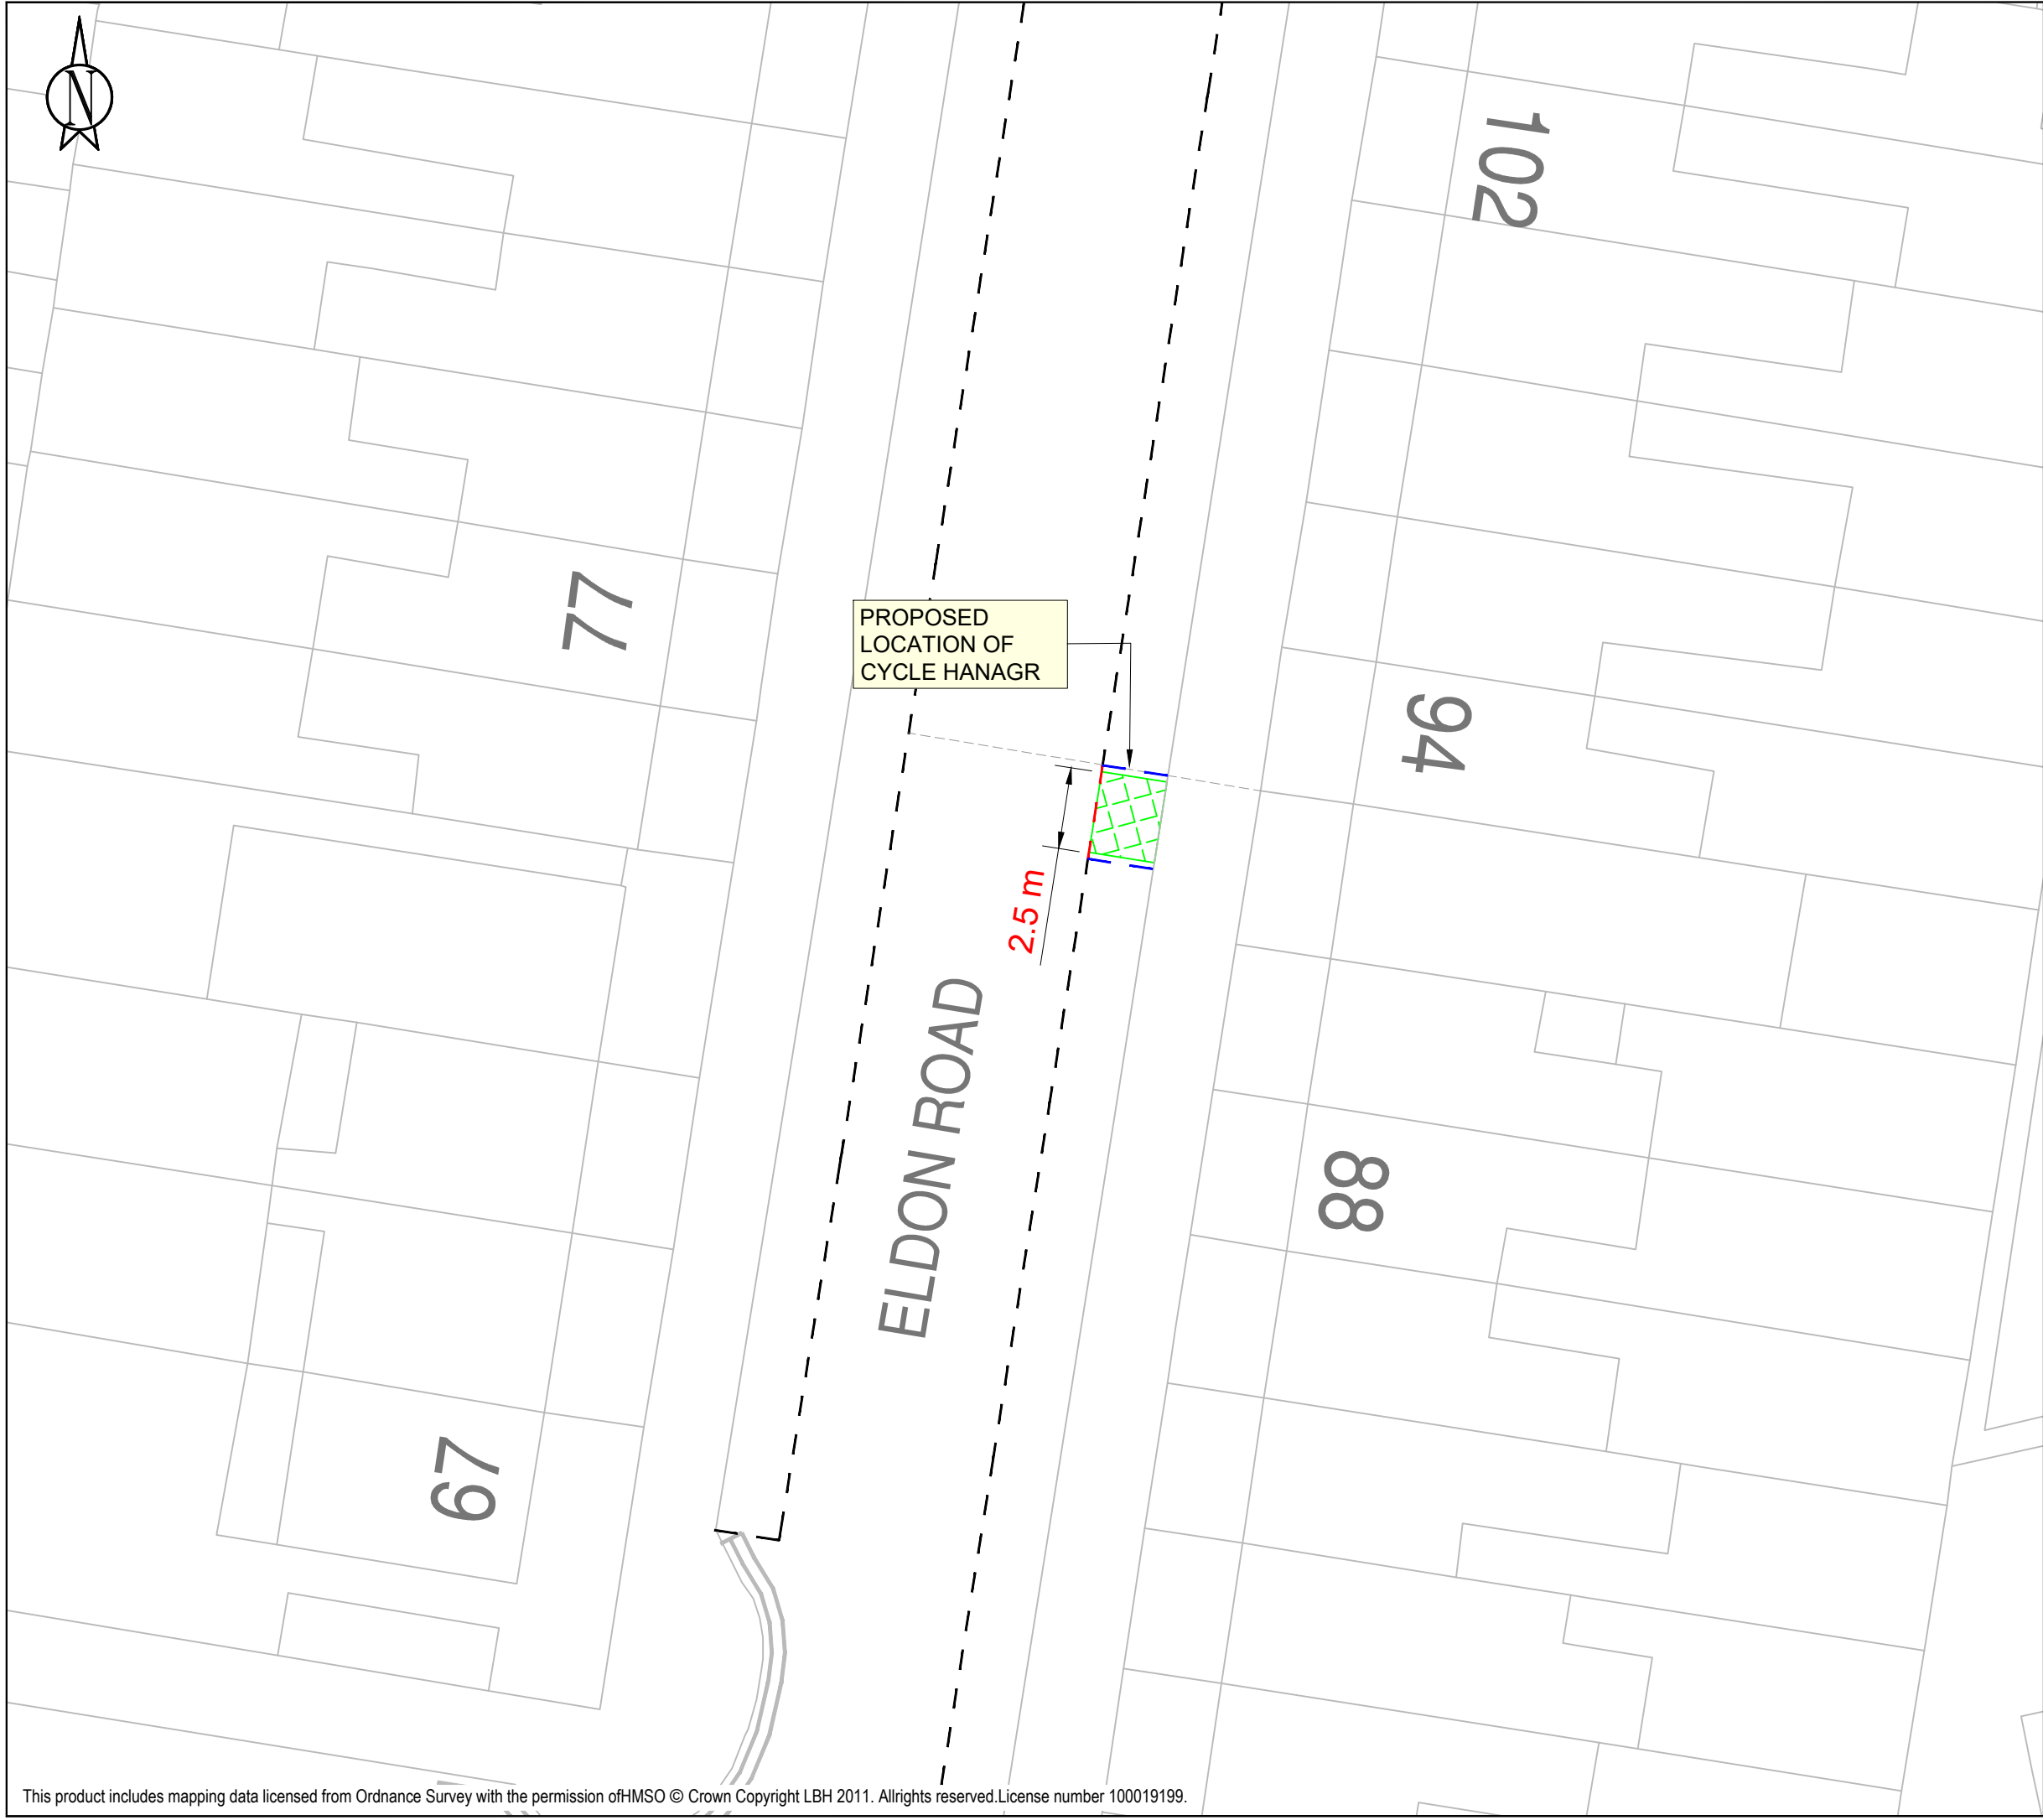 N
102
77
PROPOSED
LOCATION OF
CYCLE HANAGR
94
2.5 m
ELDON ROAD
88
67
This product includes mapping data licensed from Ordnance Survey with the permission ofHMSO © Crown Copyright LBH 2011. Allrights reserved.License number 100019199.